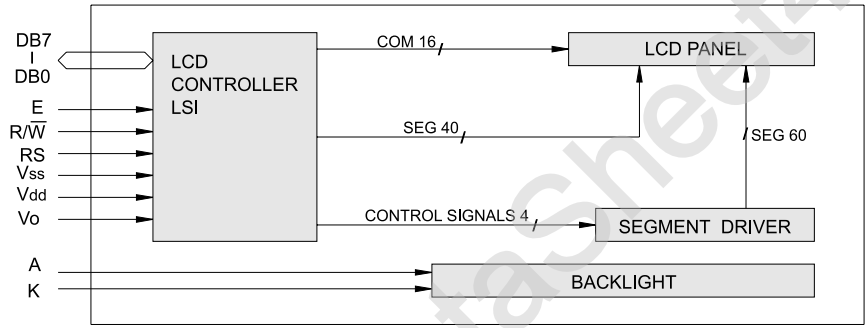 DB7
DB0
E
R/W̅
RS
Vss
Vdd
Vo
A
K
LCD
CONTROLLER
LSI
COM 16
SEG 40
CONTROL SIGNALS 4
LCD PANEL
SEG 60
SEGMENT DRIVER
BACKLIGHT